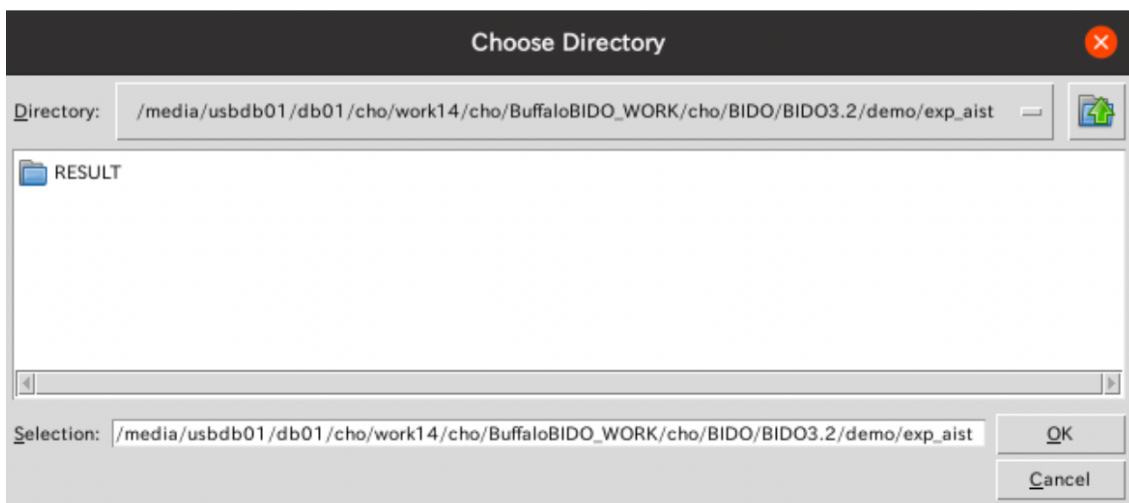 Choose Directory
Directory: /media/usbdb01/db01/cho/work14/cho/BuffaloBIDO_WORK/cho/BIDO/BIDO3.2/demo/exp_aist
RESULT
Selection: /media/usbdb01/db01/cho/work14/cho/BuffaloBIDO_WORK/cho/BIDO/BIDO3.2/demo/exp_aist OK
Cancel